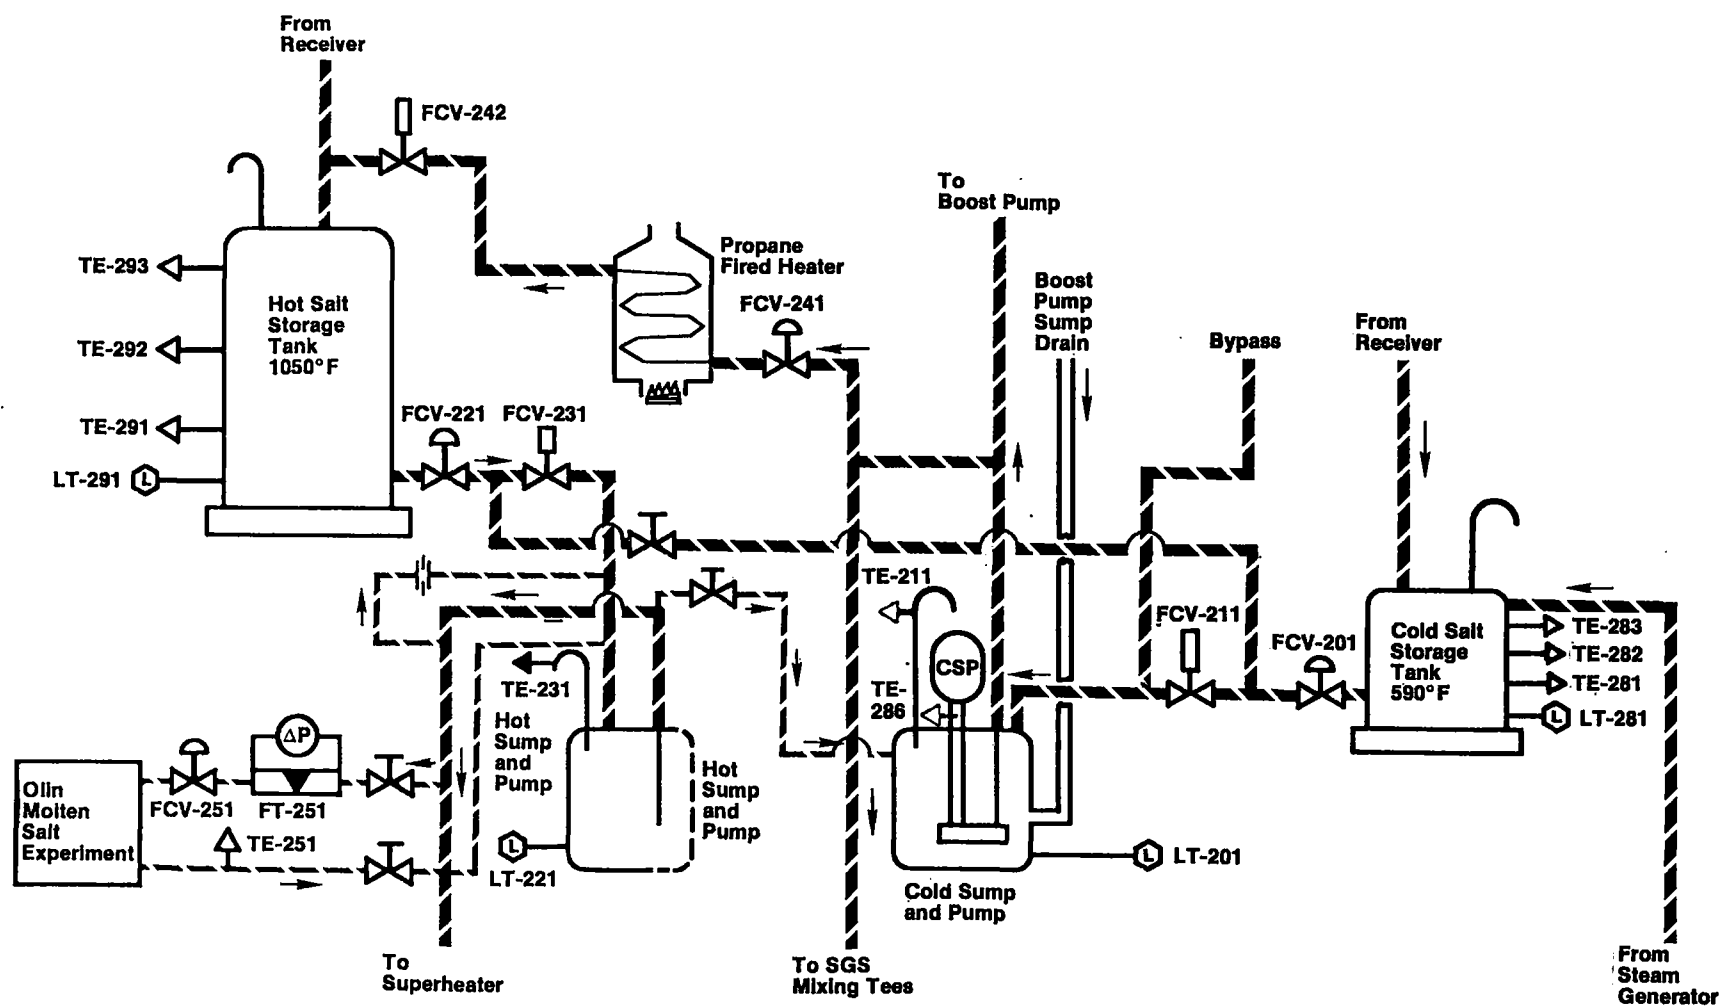 From
Receiver
FCV-242
To
Boost Pump
TE-293
Hot Salt
Storage
Tank
1050°F
TE-292
TE-291
LT-291
Propane
Fired Heater
FCV-241
Boost
Pump
Sump
Drain
Bypass
From
Receiver
FCV-221
FCV-231
TE-211
FCV-211
FCV-201
Cold Salt
Storage
Tank
590°F
TE-283
TE-282
TE-281
LT-281
L
L
CSP
TE-
286
TE-231
Hot
Sump
and
Pump
Hot
Sump
and
Pump
ΔP
Olin
Molten
Salt
Experiment
FCV-251
FT-251
TE-251
L
LT-221
L
LT-201
Cold Sump
and Pump
To
Superheater
To SGS
Mixing Tees
From
Steam
Generator